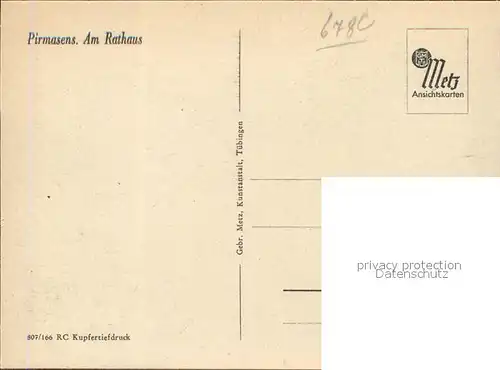 Pirmasens. Am Rathaus
678C
Metz
Ansichtskarten
Gebr. Metz, Kunstanstalt, Tübingen
privacy protection
Datenschutz
807/166 RC Kupfertiefdruck